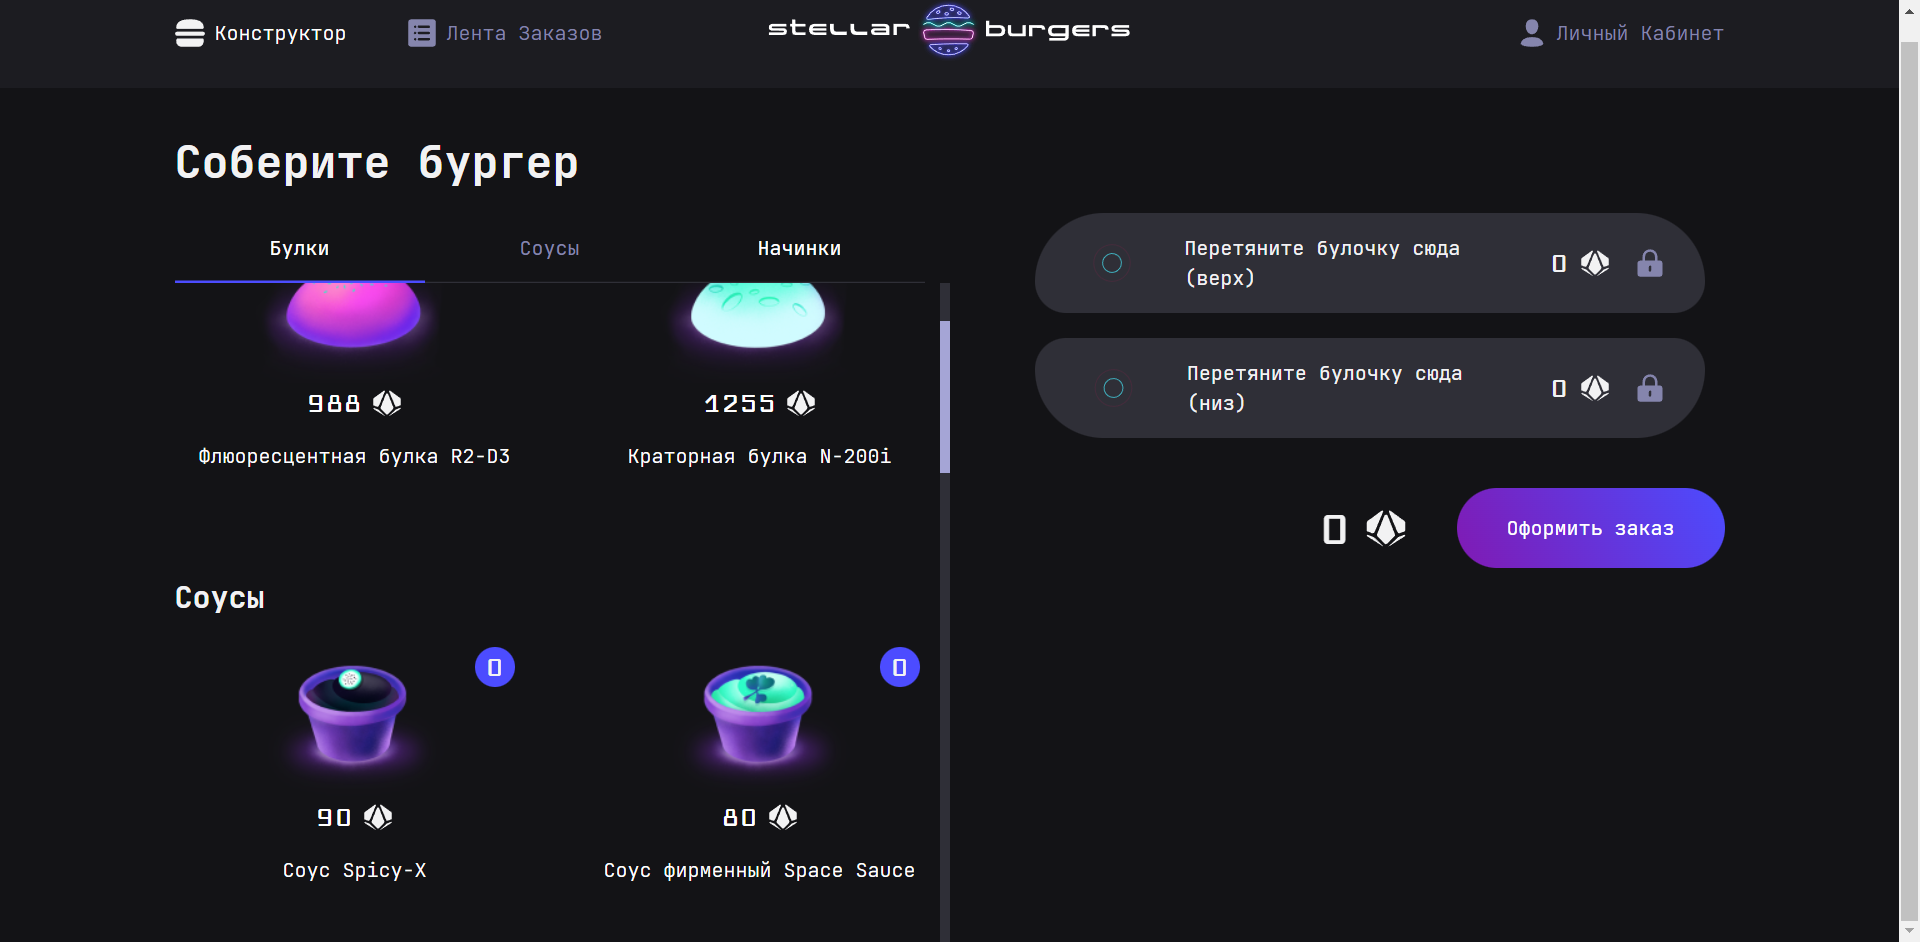 Конструктор
Лента Заказов
stellar burgers
Личный Кабинет
Соберите бургер
Булки
Соусы
Начинки
988
1255
Флюоресцентная булка R2-D3
Краторная булка N-200i
Соусы
0
0
90
80
Соус Spicy-X
Соус фирменный Space Sauce
Перетяните булочку сюда
(верх)
0
Перетяните булочку сюда
(низ)
0
0
Оформить заказ